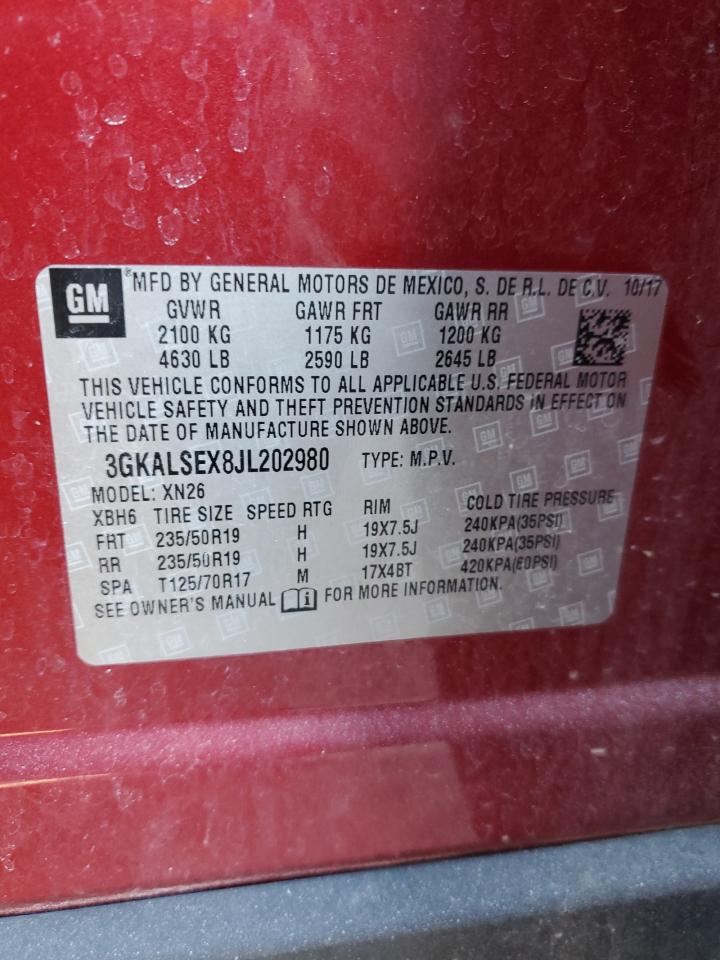 GM ®MFD BY GENERAL MOTORS DE MEXICO, S. DE R.L. DE C.V. 10/17
GVWR GAWR FRT GAWR RR
2100 KG 1175 KG 1200 KG
4630 LB 2590 LB 2645 LB
THIS VEHICLE CONFORMS TO ALL APPLICABLE U.S. FEDERAL MOTOR
VEHICLE SAFETY AND THEFT PREVENTION STANDARDS IN EFFECT ON
THE DATE OF MANUFACTURE SHOWN ABOVE.
3GKALSEX8JL202980 TYPE: M.P.V.
MODEL: XN26
XBH6 TIRE SIZE SPEED RTG RIM COLD TIRE PRESSURE
FRT 235/50R19 H 19X7.5J 240KPA(35PSI)
RR 235/50R19 H 19X7.5J 240KPA(35PSI)
SPA T125/70R17 M 17X4BT 420KPA(60PSI)
SEE OWNER'S MANUAL i FOR MORE INFORMATION.